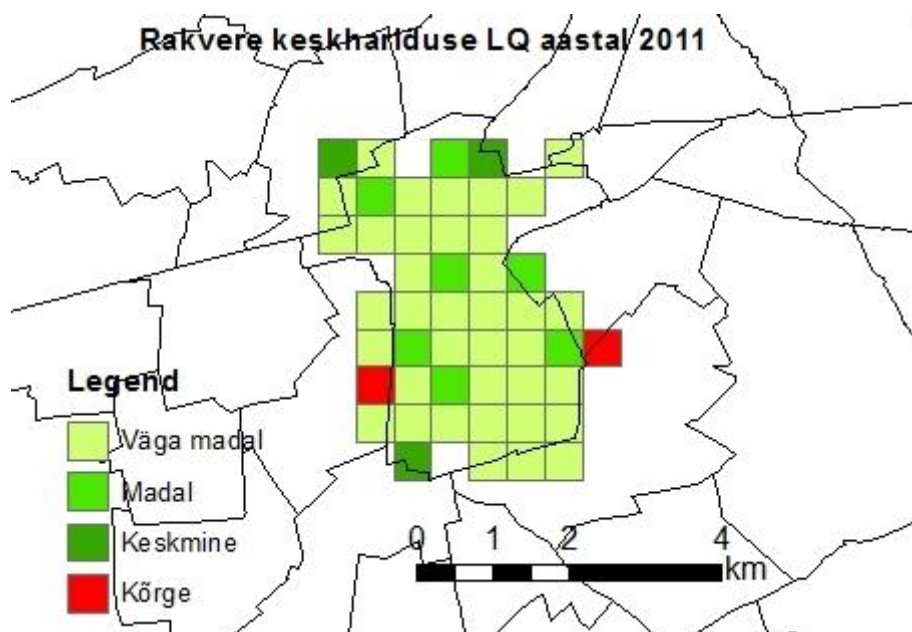 Rakvere keskhariduse LQ aastal 2011
Legend
Väga madal
Madal
Keskmine
Kõrge
0 1 2 4
km